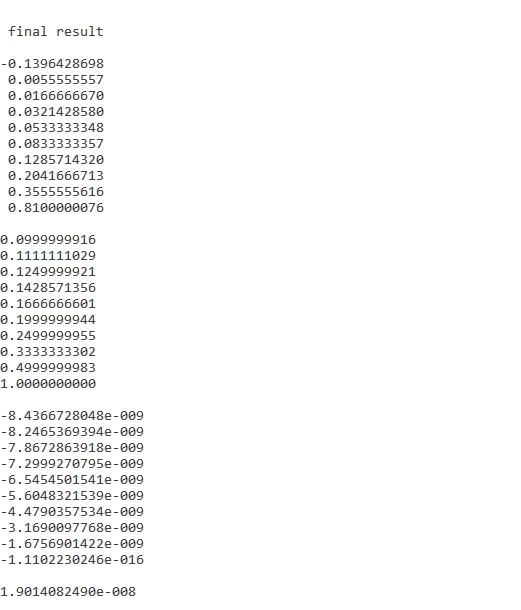 final result
-0.1396428698
0.0055555557
0.0166666670
0.0321428580
0.0533333348
0.0833333357
0.1285714320
0.2041666713
0.3555555616
0.8100000076
0.0999999916
0.1111111029
0.1249999921
0.1428571356
0.1666666601
0.1999999944
0.2499999955
0.3333333302
0.4999999983
1.0000000000
-8.4366728048e-009
-8.2465369394e-009
-7.8672863918e-009
-7.2999270795e-009
-6.5454501541e-009
-5.6048321539e-009
-4.4790357534e-009
-3.1690097768e-009
-1.6756901422e-009
-1.1102230246e-016
1.9014082490e-008